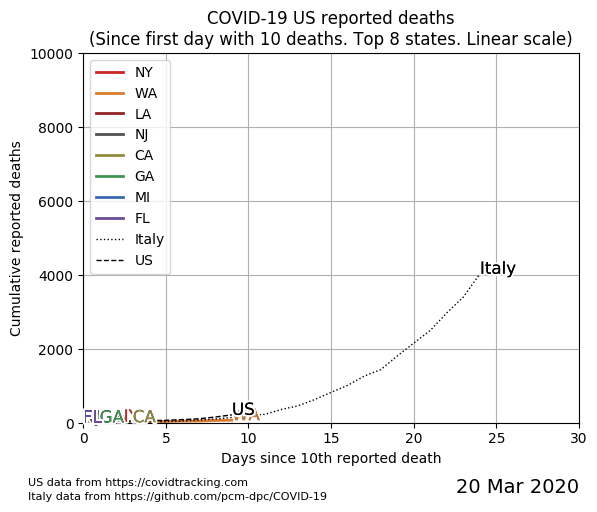 COVID-19 US reported deaths
(Since first day with 10 deaths. Top 8 states. Linear scale)
Cumulative reported deaths
10000
8000
6000
4000
2000
0
NY
WA
LA
NJ
CA
GA
MI
FL
Italy
US
Italy
US
FL
GA
CA
0
5
10
15
20
25
30
Days since 10th reported death
US data from https://covidtracking.com
Italy data from https://github.com/pcm-dpc/COVID-19
20 Mar 2020